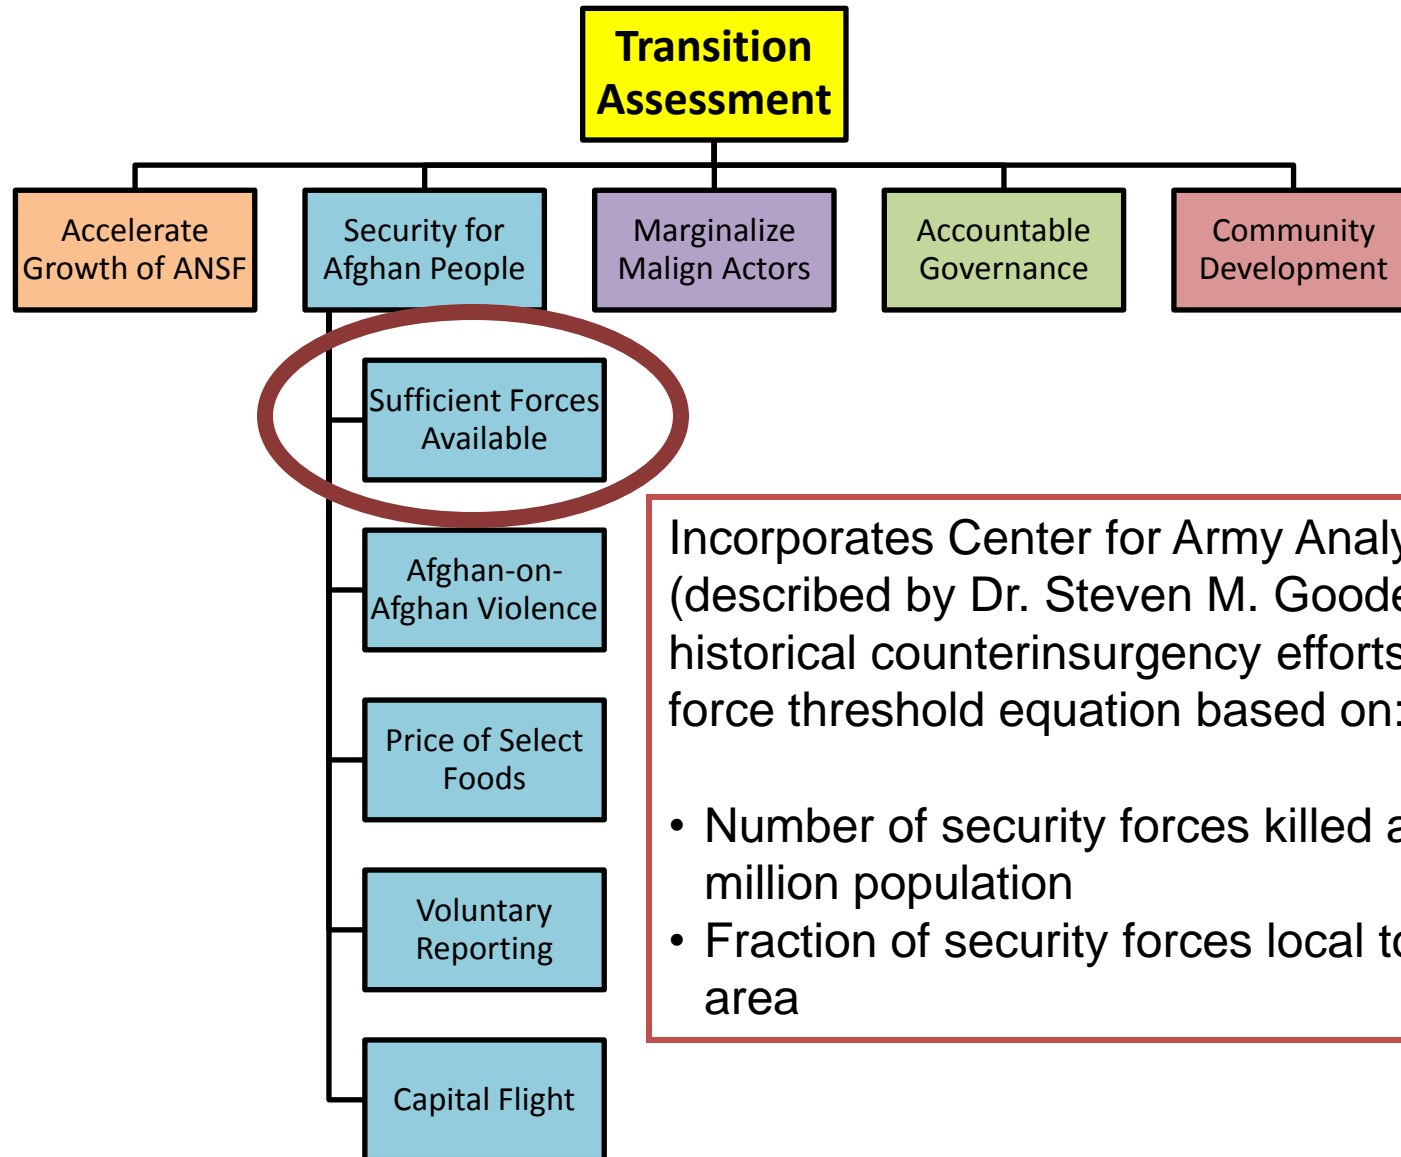 Transition
Assessment
Accelerate
Growth of ANSF
Security for
Afghan People
Marginalize
Malign Actors
Accountable
Governance
Community
Development
Sufficient Forces
Available
Afghan-on-
Afghan Violence
Price of Select
Foods
Voluntary
Reporting
Capital Flight
Incorporates Center for Army
(described by Dr. Steven M.
historical counterinsurgency efforts
force threshold equation based on:
• Number of security forces killed
million population
• Fraction of security forces local
area